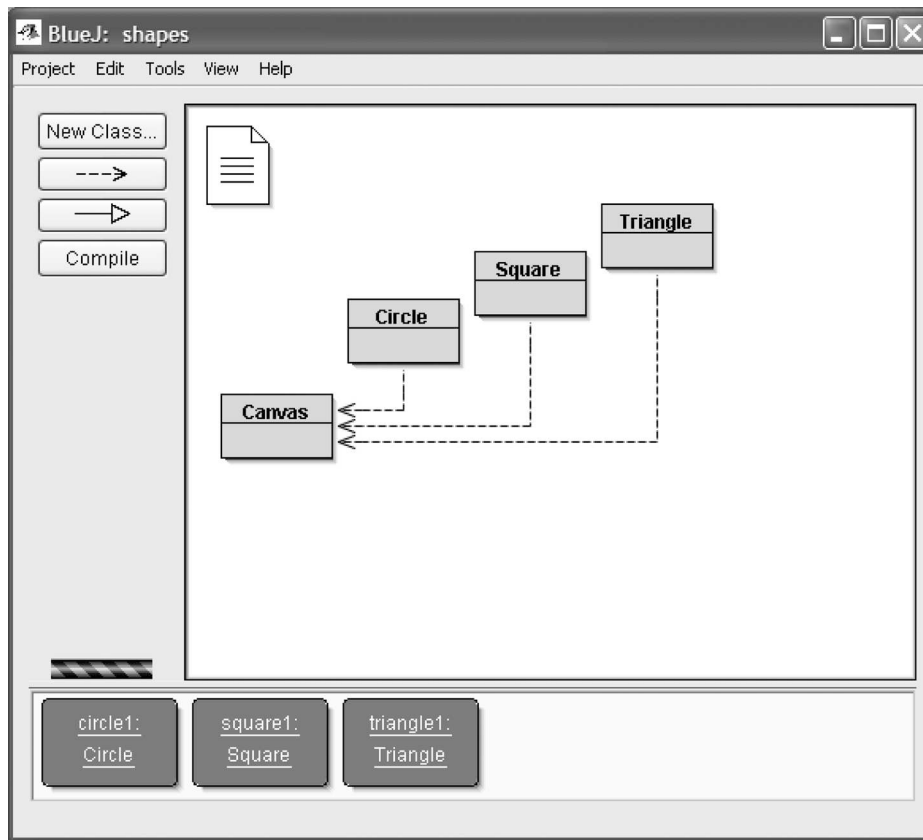 BlueJ: shapes
Project Edit Tools View Help
New Class...
Compile
Triangle
Square
Circle
Canvas
circle1:
Circle
square1:
Square
triangle1:
Triangle